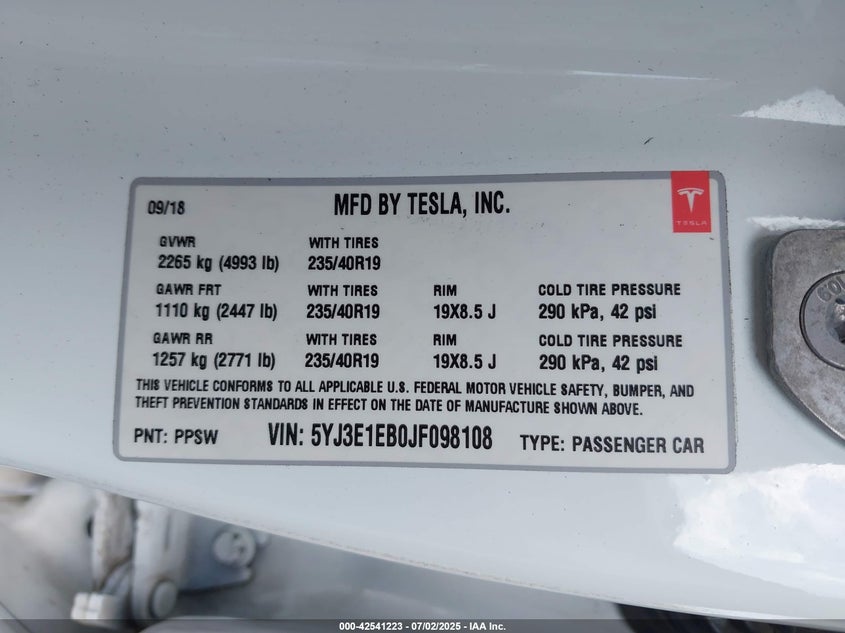 09/18 MFD BY TESLA, INC.
TESLA
GVWR WITH TIRES
2265 kg (4993 lb) 235/40R19
GAWR FRT WITH TIRES RIM COLD TIRE PRESSURE
1110 kg (2447 lb) 235/40R19 19X8.5 J 290 kPa, 42 psi
GAWR RR WITH TIRES RIM COLD TIRE PRESSURE
1257 kg (2771 lb) 235/40R19 19X8.5 J 290 kPa, 42 psi
THIS VEHICLE CONFORMS TO ALL APPLICABLE U.S. FEDERAL MOTOR VEHICLE SAFETY, BUMPER, AND
THEFT PREVENTION STANDARDS IN EFFECT ON THE DATE OF MANUFACTURE SHOWN ABOVE.
PNT: PPSW VIN: 5YJ3E1EB0JF098108 TYPE: PASSENGER CAR
000-42541223 - 07/02/2025 - IAA Inc.